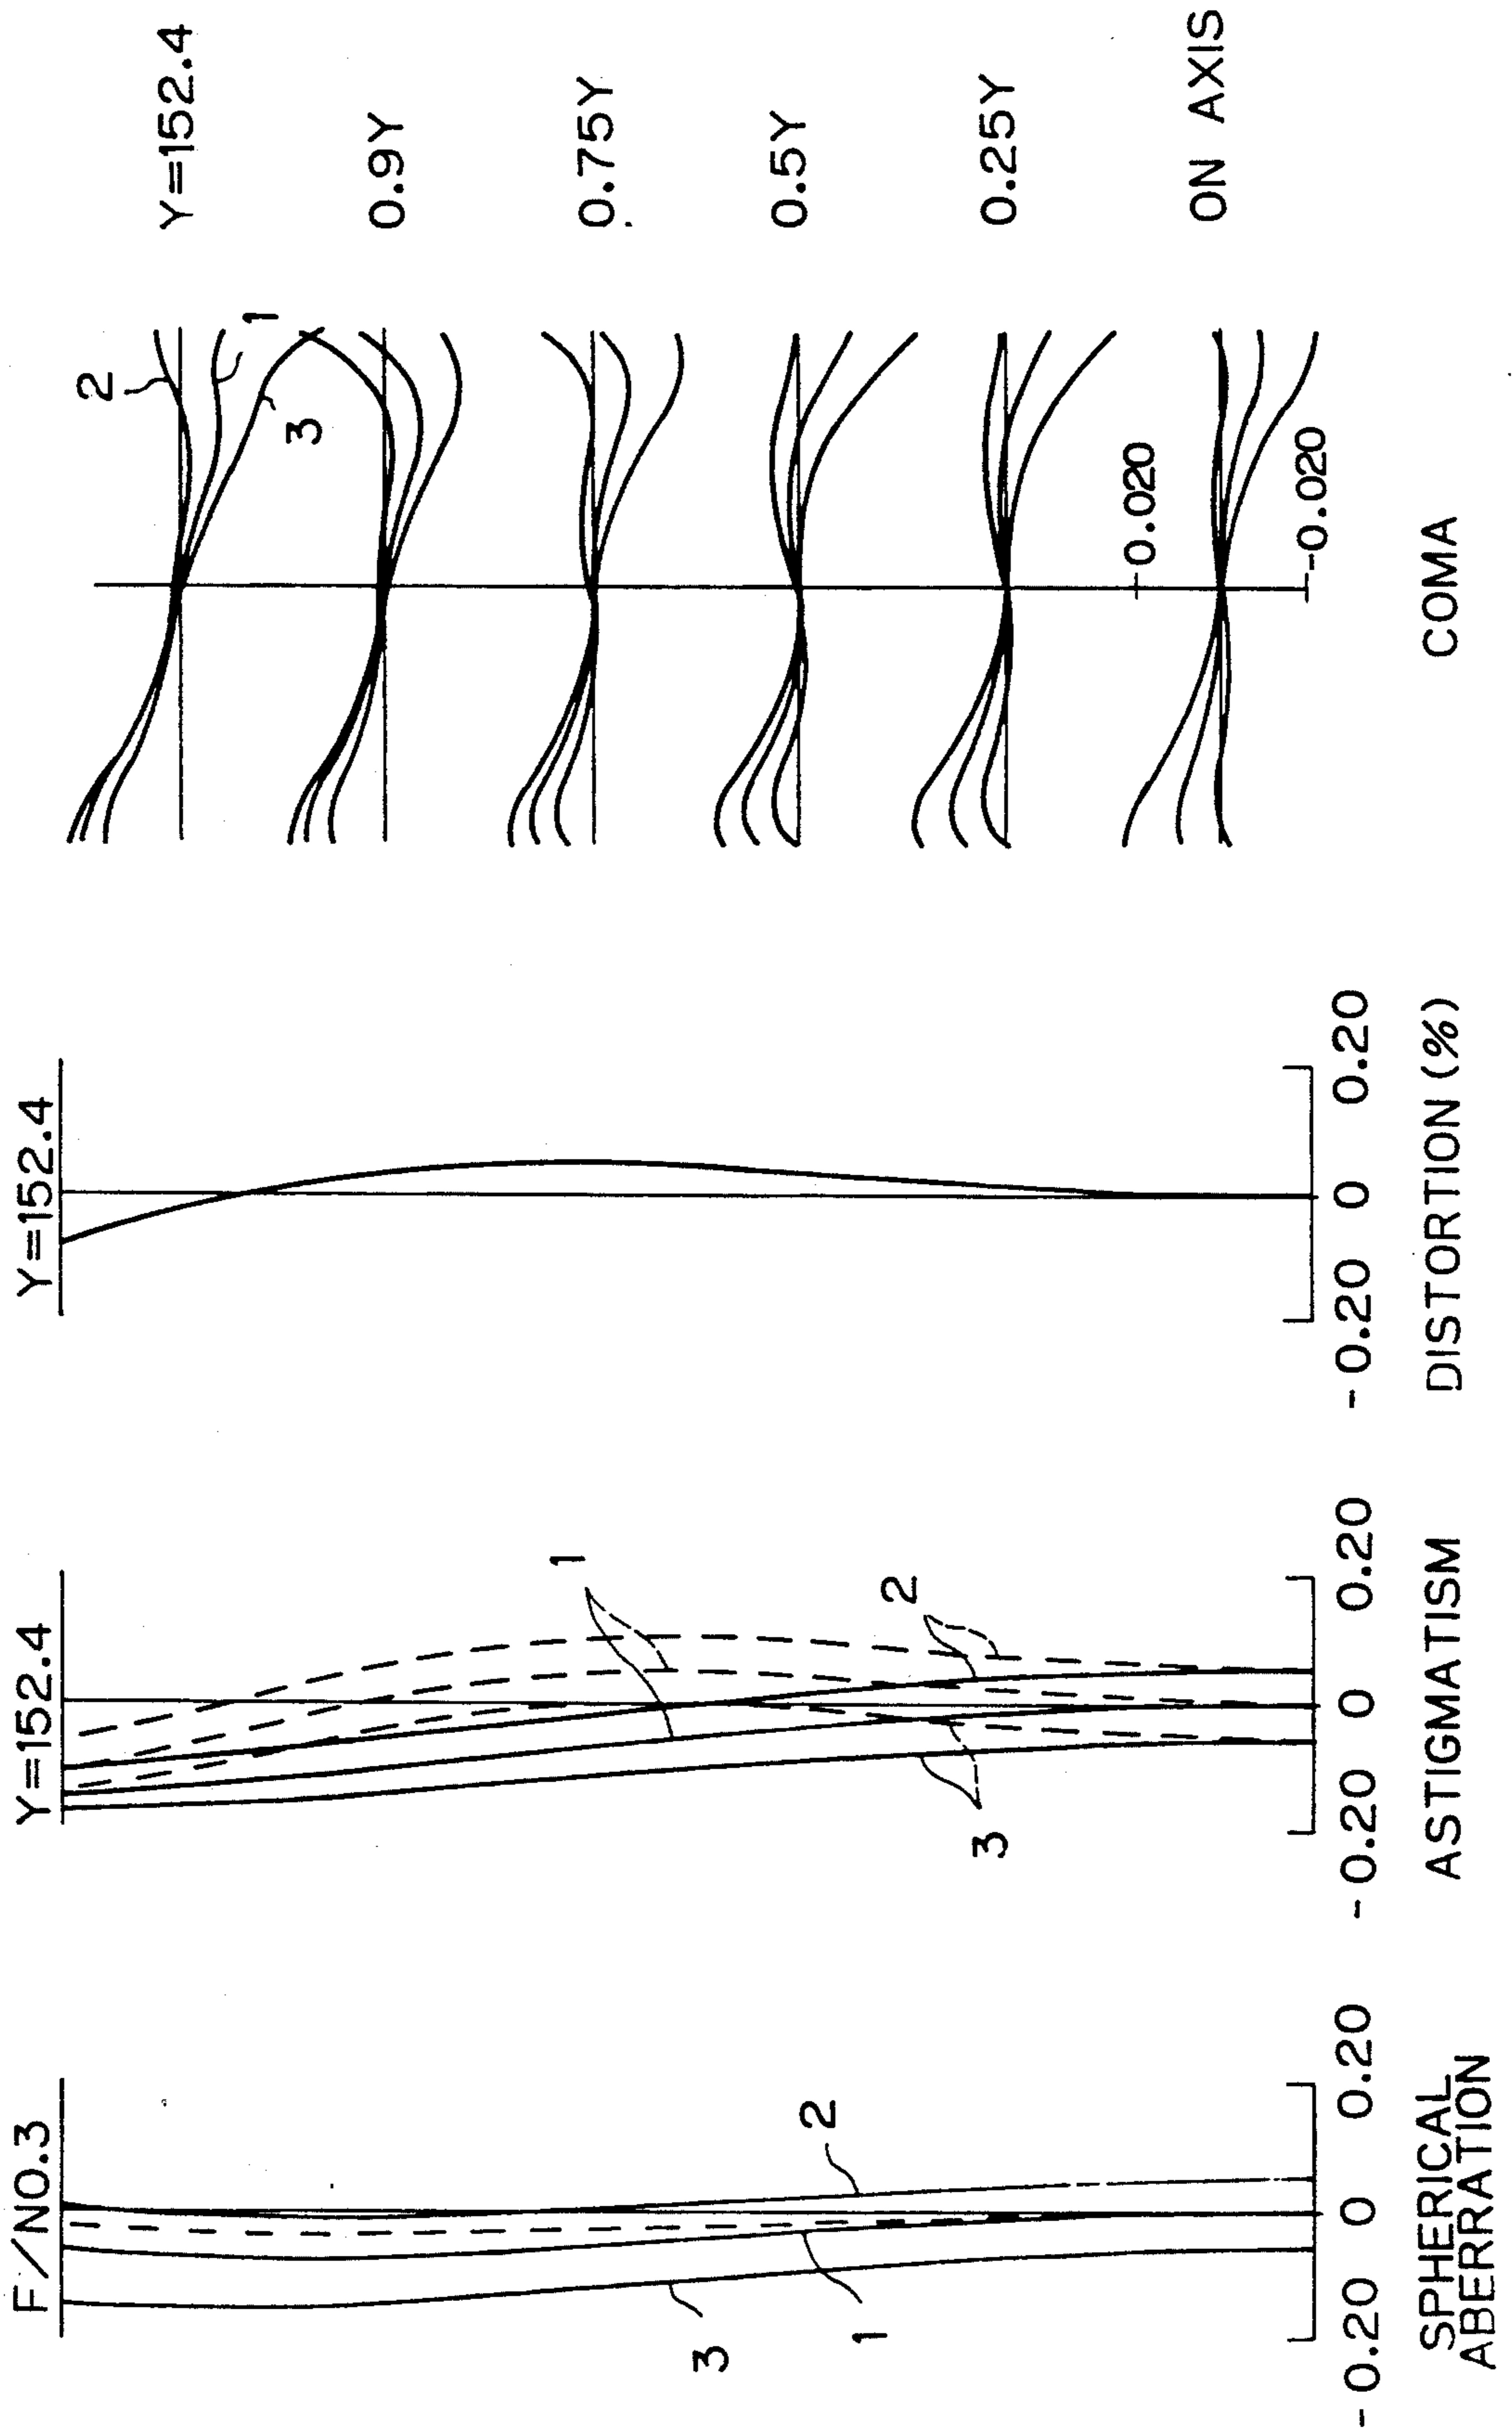 F/NO.3
2
3
1
-0.20 0 0.20
SPHERICAL
ABERRATION
Y=152.4
1
2
3
-0.20 0 0.20
ASTIGMATISM
Y=152.4
-0.20 0 0.20
DISTORTION (%)
2
1
3
Y=152.4
0.9Y
0.75Y
0.5Y
0.25Y
ON AXIS
0.020
-0.020
COMA